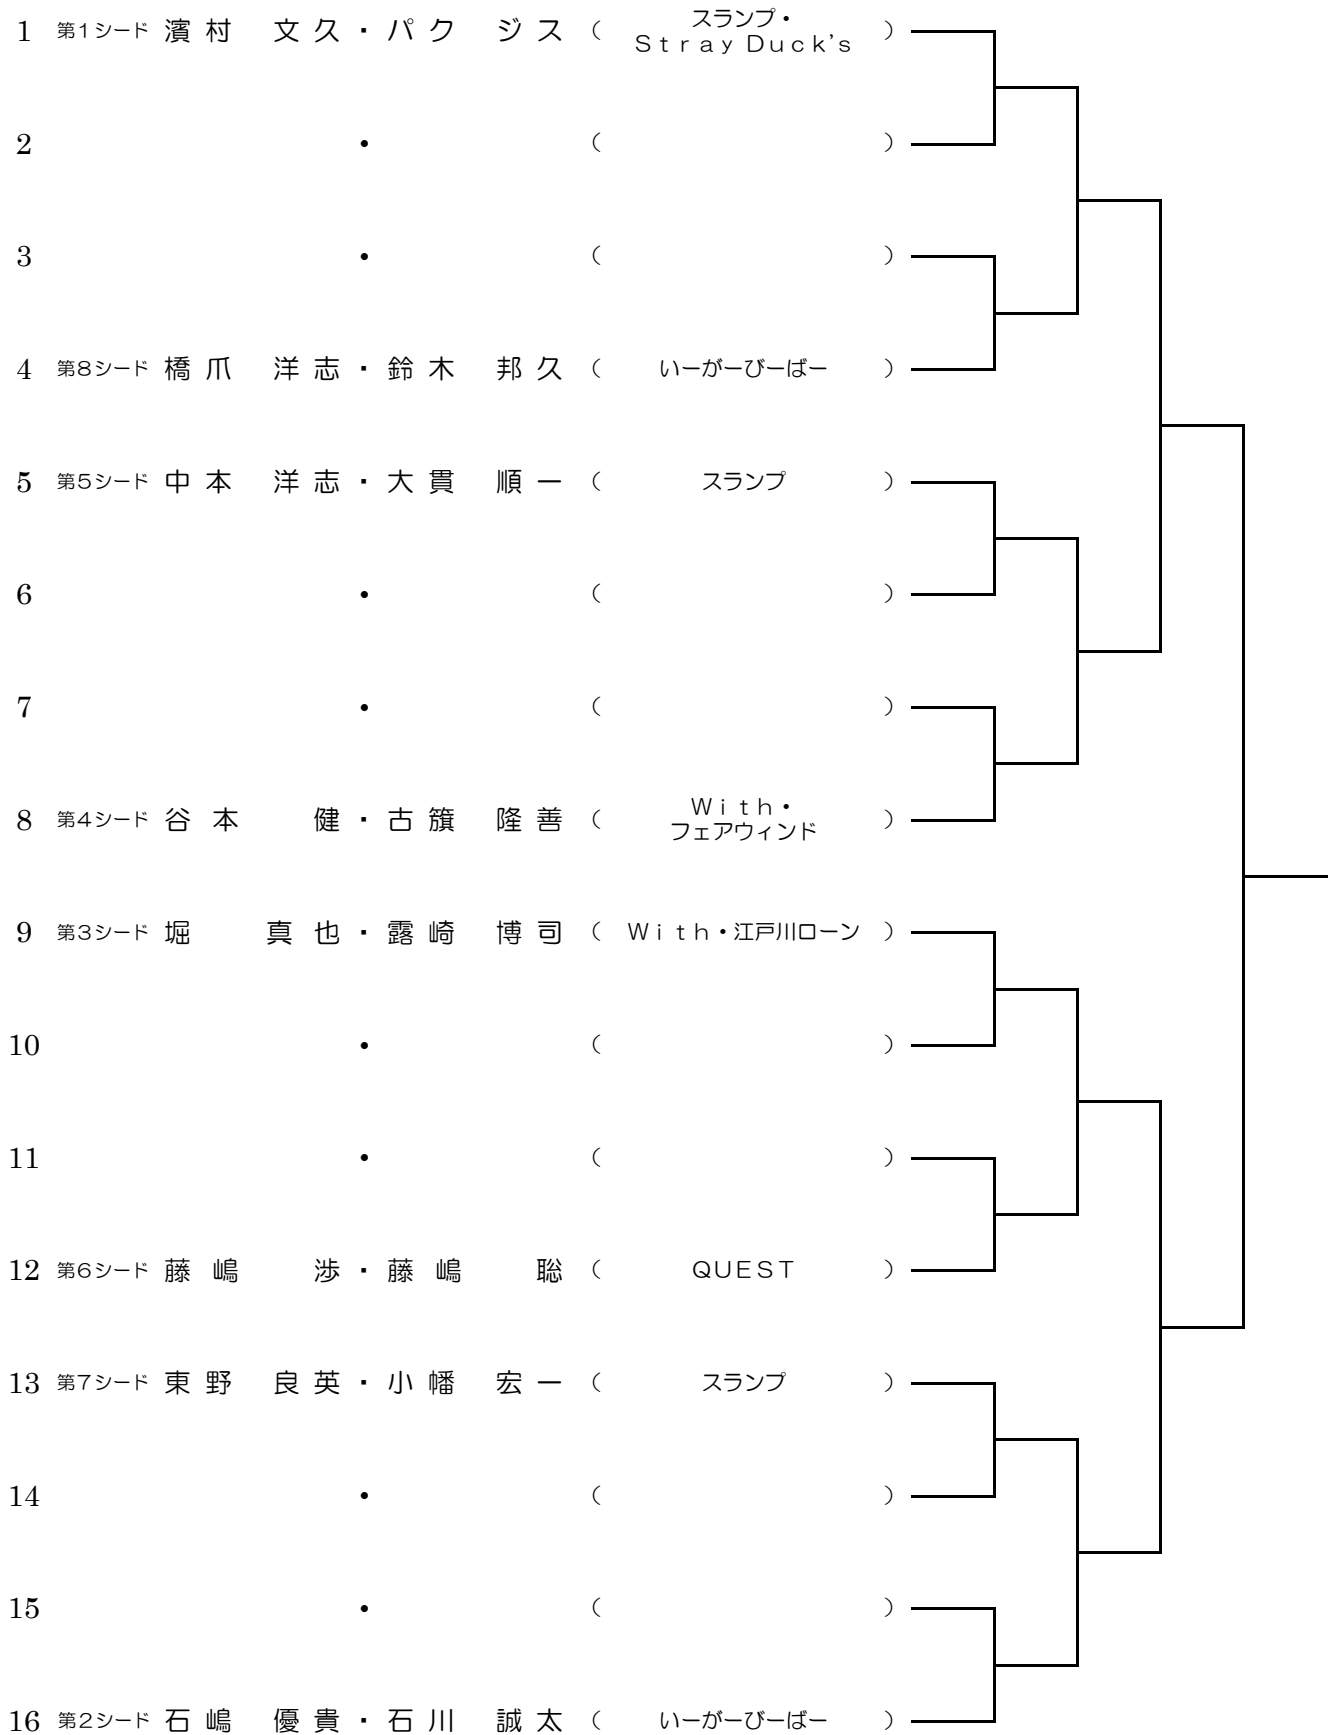 1 第1シード 濱村 文久・パク ジス ( スランプ・
Stray Duck's )
2 ・ ( )
3 ・ ( )
4 第8シード 橋爪 洋志・鈴木 邦久 ( いーがーびーばー )
5 第5シード 中本 洋志・大貫 順一 ( スランプ )
6 ・ ( )
7 ・ ( )
8 第4シード 谷本 健・古籏 隆善 ( With・
フェアウィンド )
9 第3シード 堀 真也・露崎 博司 ( With・江戸川ローン )
10 ・ ( )
11 ・ ( )
12 第6シード 藤嶋 渉・藤嶋 聡 ( QUEST )
13 第7シード 東野 良英・小幡 宏一 ( スランプ )
14 ・ ( )
15 ・ ( )
16 第2シード 石嶋 優貴・石川 誠太 ( いーがーびーばー )